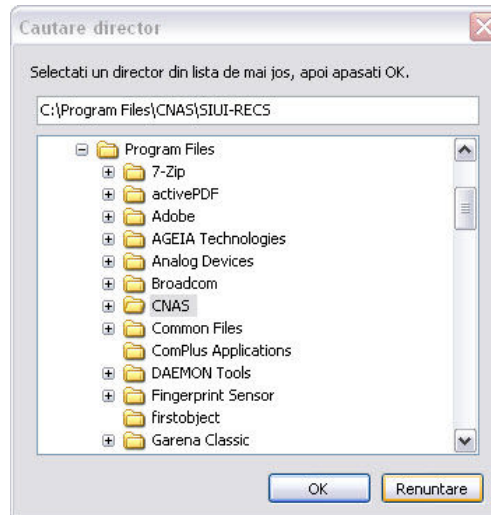 Cautare director
Selectati un director din lista de mai jos, apoi apasati OK.
C:\Program Files\CNAS\SIUI-RECS
Program Files
7-Zip
activePDF
Adobe
AGEIA Technologies
Analog Devices
Broadcom
CNAS
Common Files
ComPlus Applications
DAEMON Tools
Fingerprint Sensor
firstobject
Garena Classic
OK Renuntare